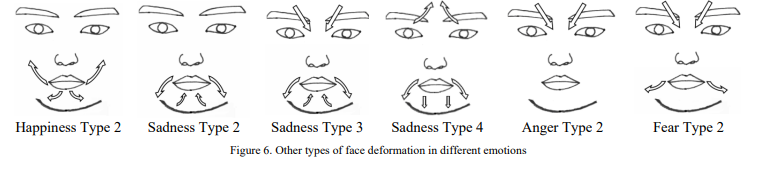 Happiness Type 2 Sadness Type 2 Sadness Type 3 Sadness Type 4 Anger Type 2 Fear Type 2
Figure 6. Other types of face deformation in different emotions